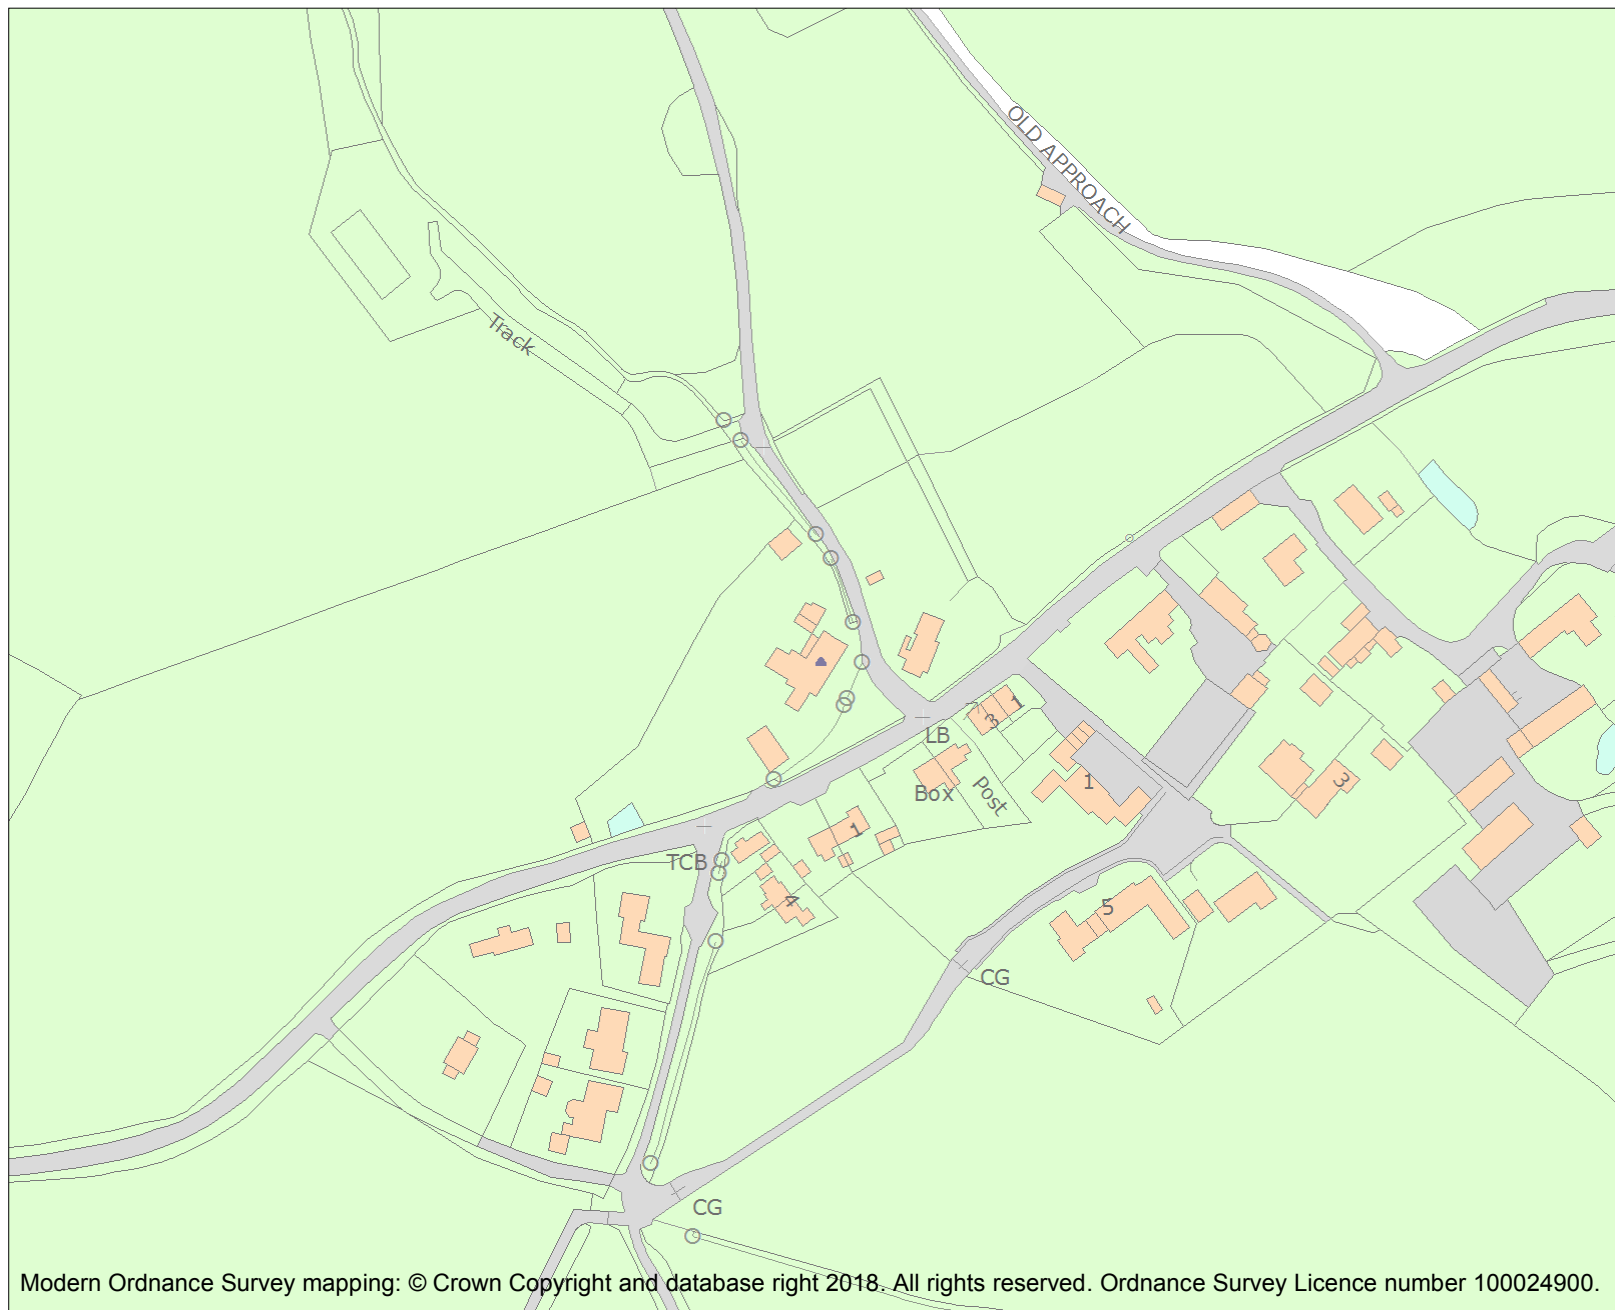 OLD APPROACH
Track
3
1
LB
Post
Box
1
3
1
TCB
4
5
CG
CG
Modern Ordnance Survey mapping: © Crown Copyright and database right 2018. All rights reserved. Ordnance Survey Licence number 100024900.